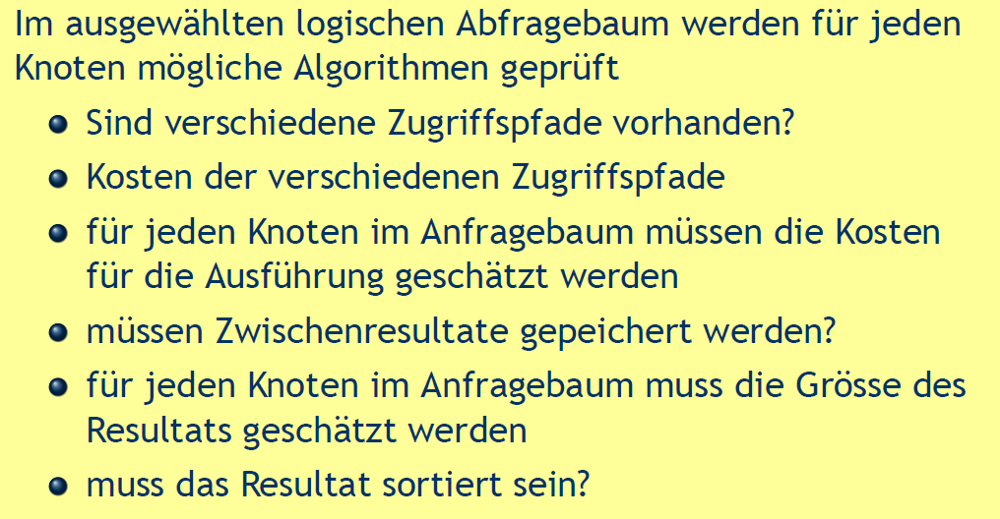 Im ausgewählten logischen Abfragebaum werden für jeden
Knoten mögliche Algorithmen geprüft
Sind verschiedene Zugriffspfade vorhanden?
Kosten der verschiedenen Zugriffspfade
für jeden Knoten im Anfragebaum müssen die Kosten
für die Ausführung geschätzt werden
müssen Zwischenresultate gepeichert werden?
für jeden Knoten im Anfragebaum muss die Grösse des
Resultats geschätzt werden
muss das Resultat sortiert sein?